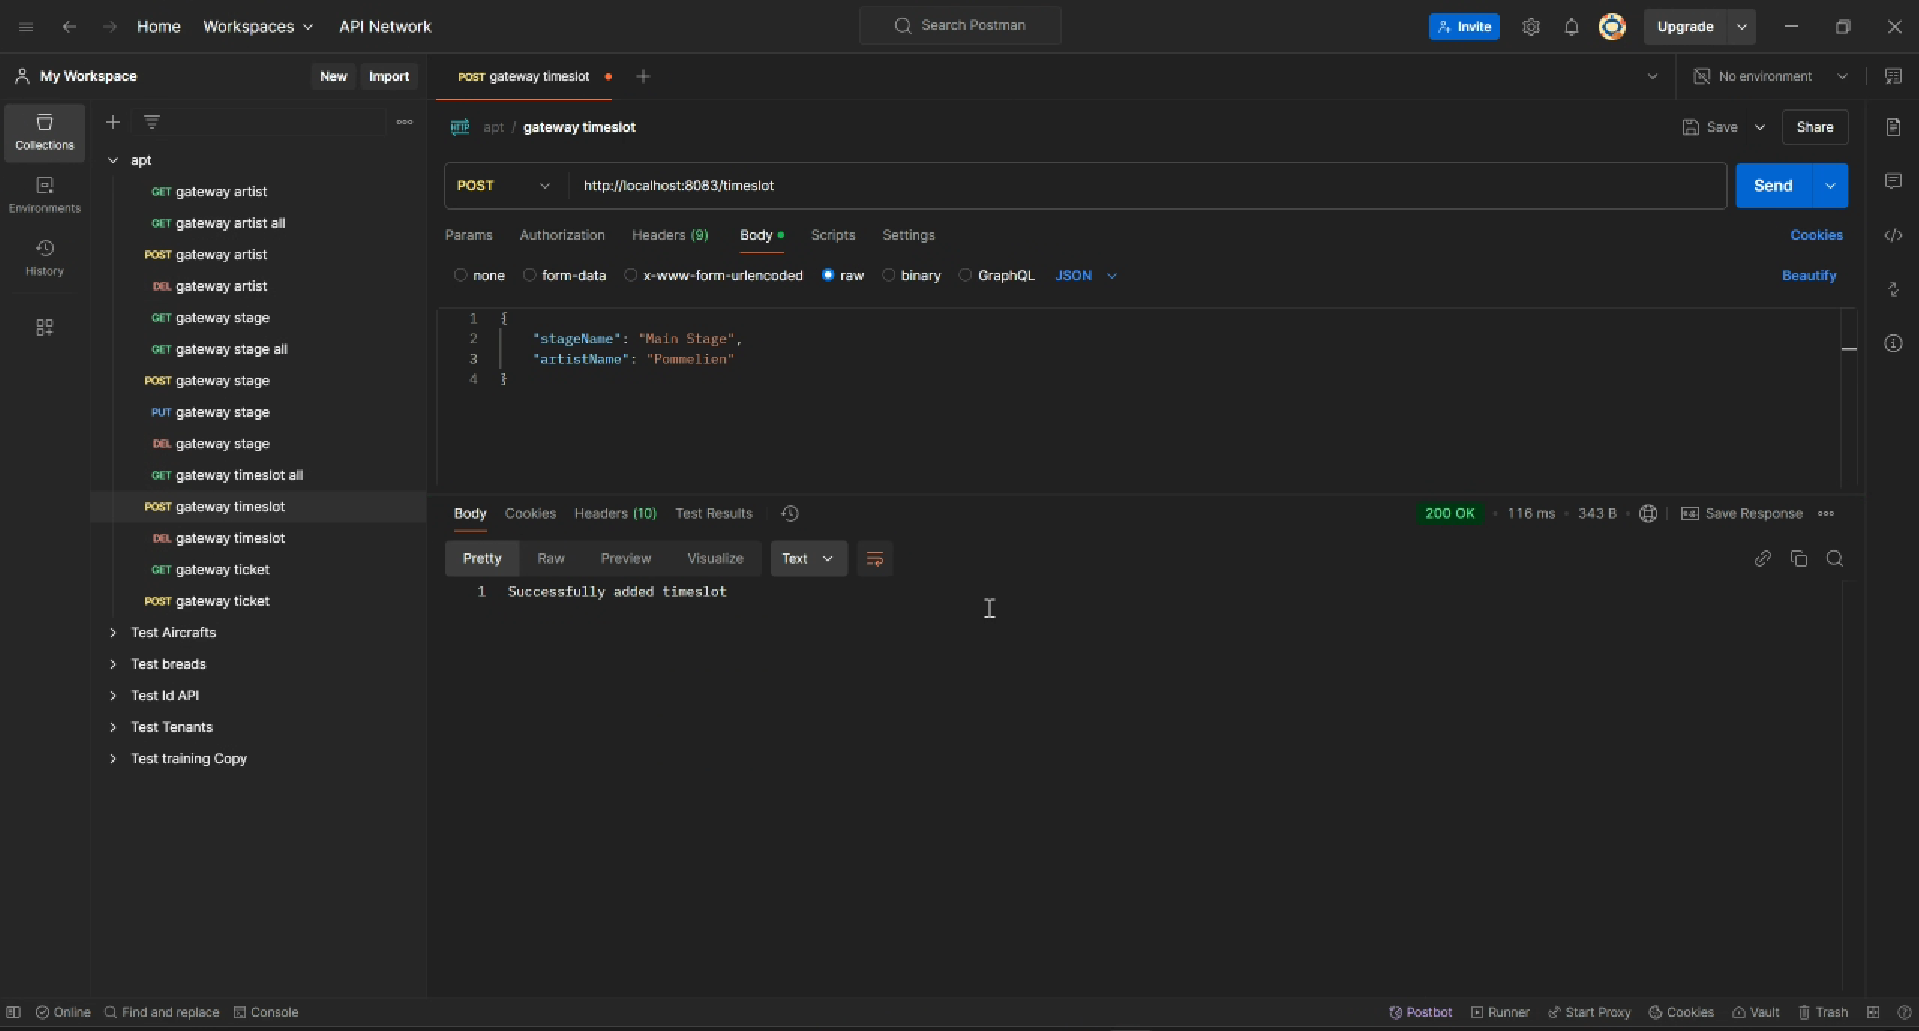 Home Workspaces API Network Search Postman Invite Upgrade
My Workspace New Import POST gateway timeslot No environment
Collections
Environments
History
apt
GET gateway artist
GET gateway artist all
POST gateway artist
DEL gateway artist
GET gateway stage
GET gateway stage all
POST gateway stage
PUT gateway stage
DEL gateway stage
GET gateway timeslot all
POST gateway timeslot
DEL gateway timeslot
GET gateway ticket
POST gateway ticket
Test Aircrafts
Test breads
Test Id API
Test Tenants
Test training Copy
HTTP apt / gateway timeslot Save Share
POST http://localhost:8083/timeslot Send
Params Authorization Headers (9) Body Scripts Settings Cookies
none form-data x-www-form-urlencoded raw binary GraphQL JSON Beautify
1 {
2 "stageName": "Main Stage",
3 "artistName": "Pommelien"
4 }
Body Cookies Headers (10) Test Results 200 OK 116 ms 343 B Save Response
Pretty Raw Preview Visualize Text
1 Successfully added timeslot
Online Find and replace Console Postbot Runner Start Proxy Cookies Vault Trash